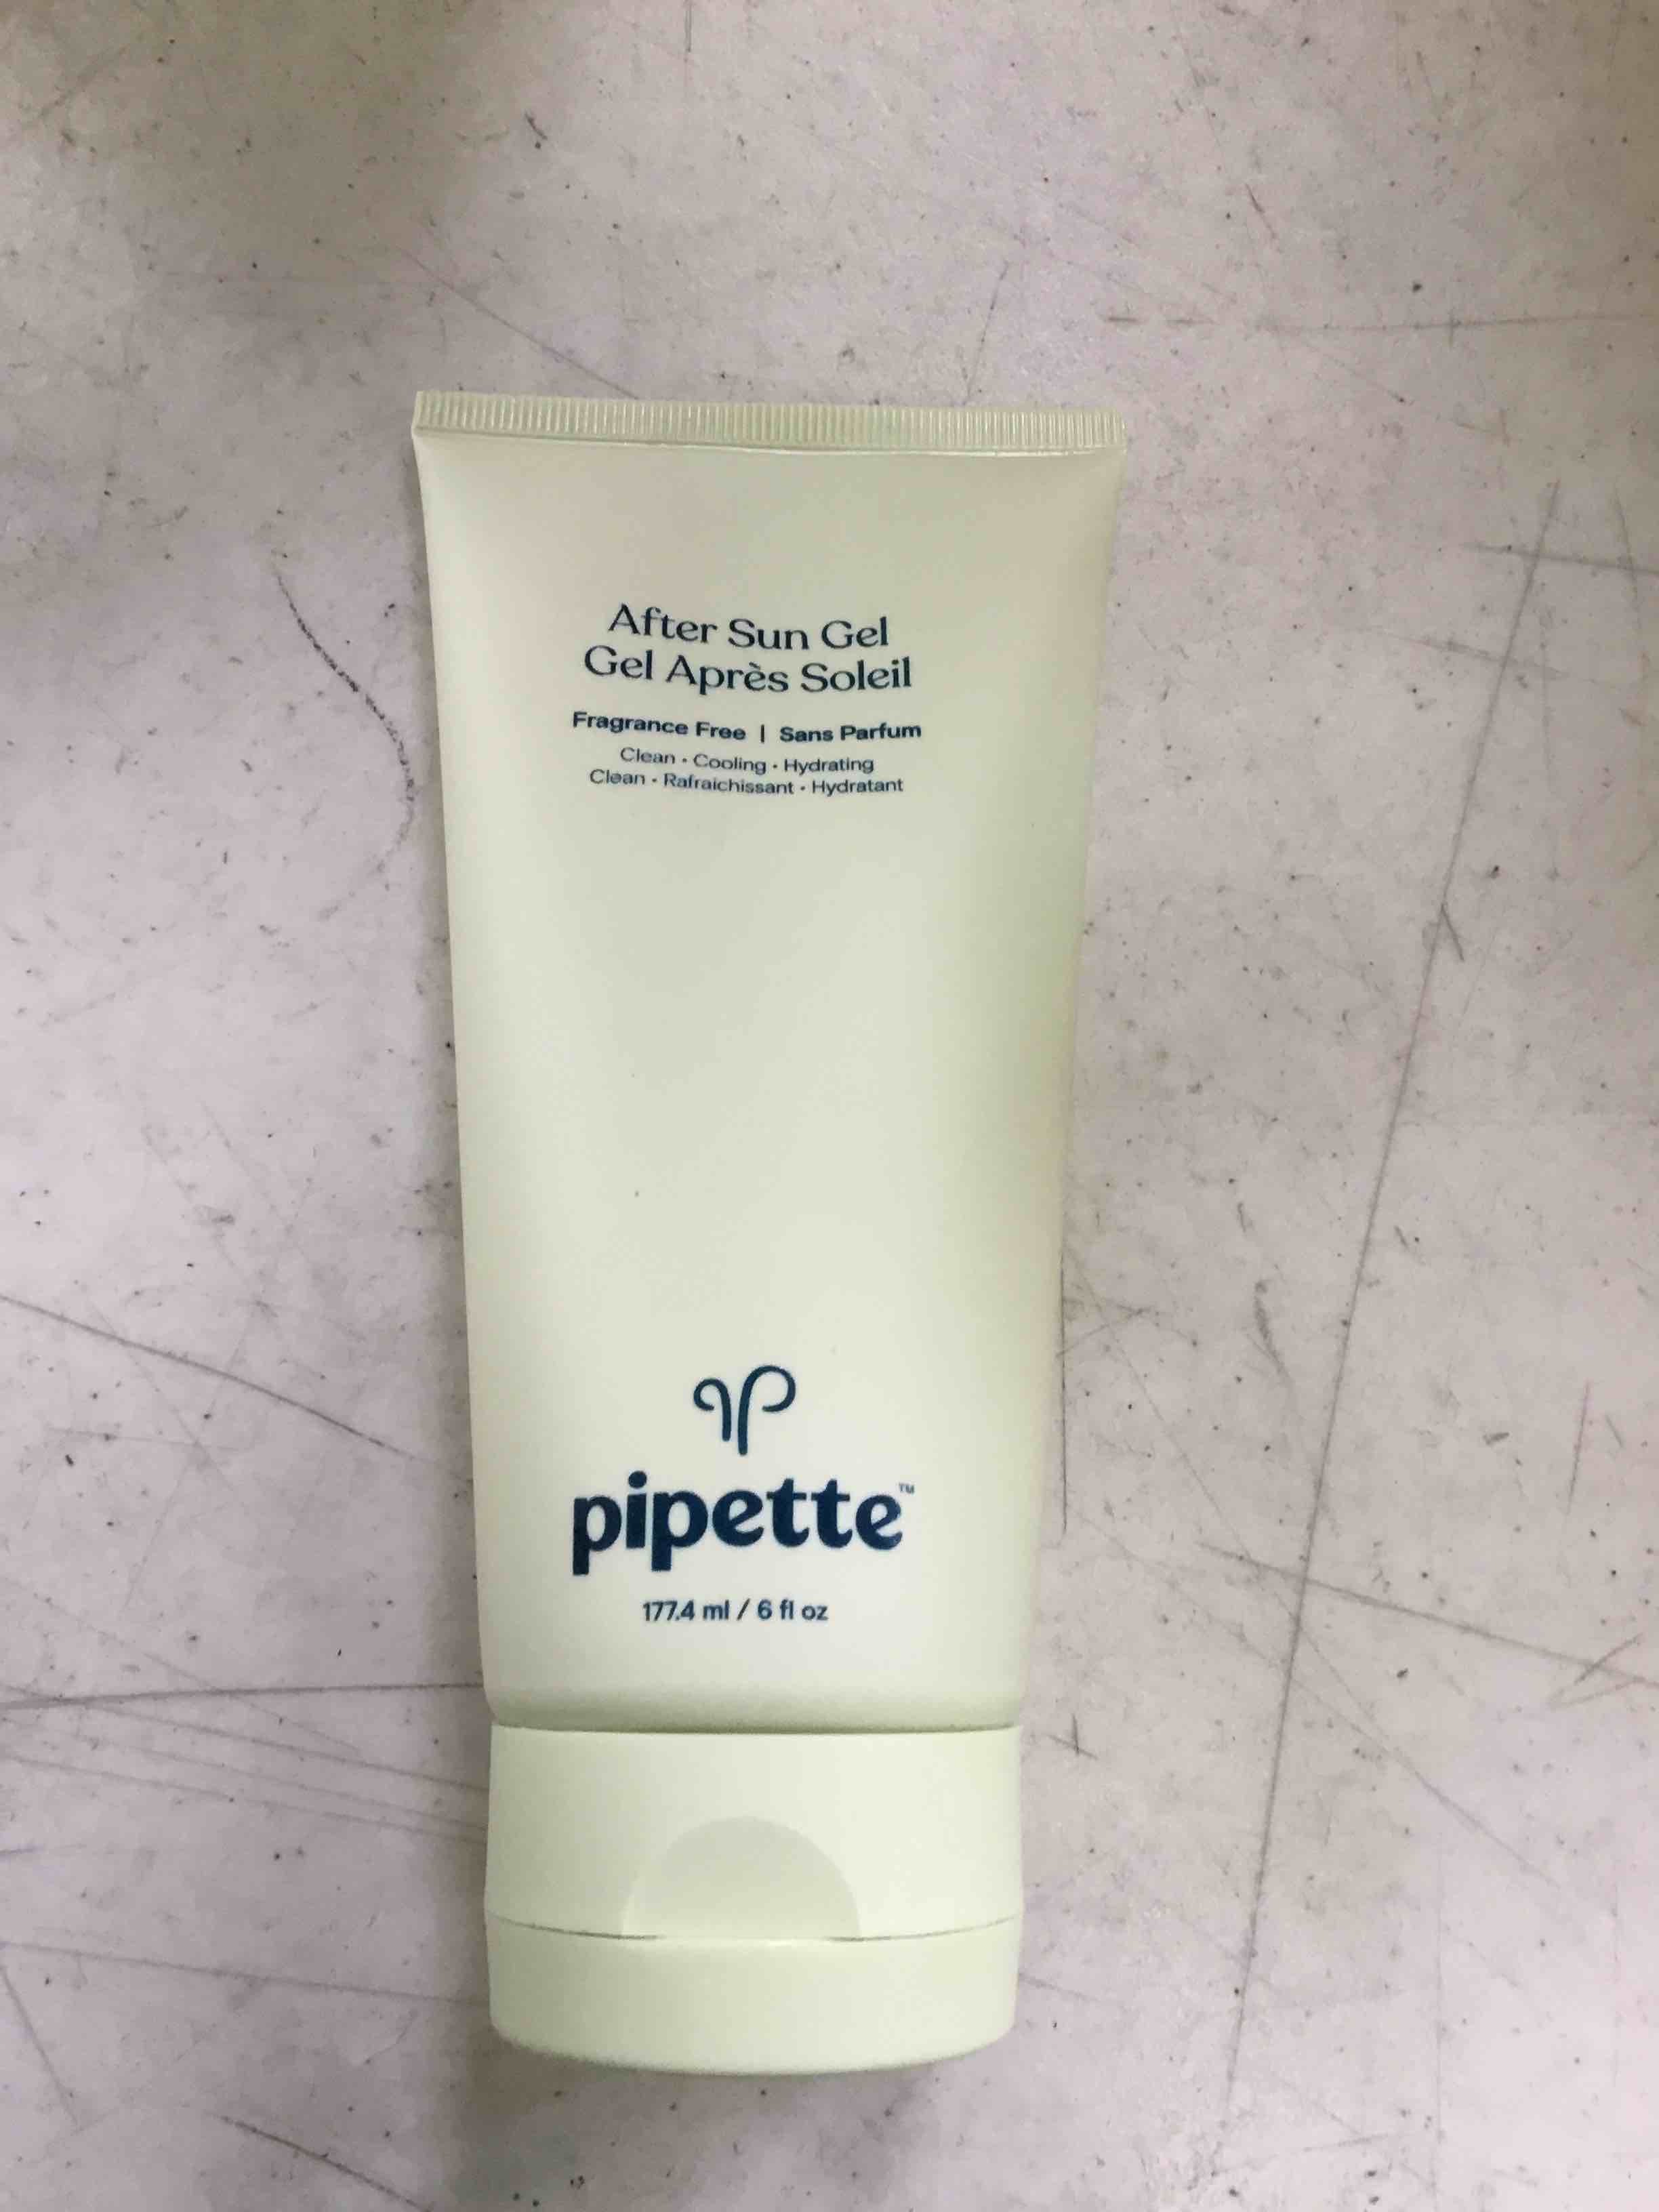 After Sun Gel
Gel Après Soleil
Fragrance Free | Sans Parfum
Clean · Cooling · Hydrating
Clean · Rafraichissant · Hydratant
pipette™
177.4 ml / 6 fl oz